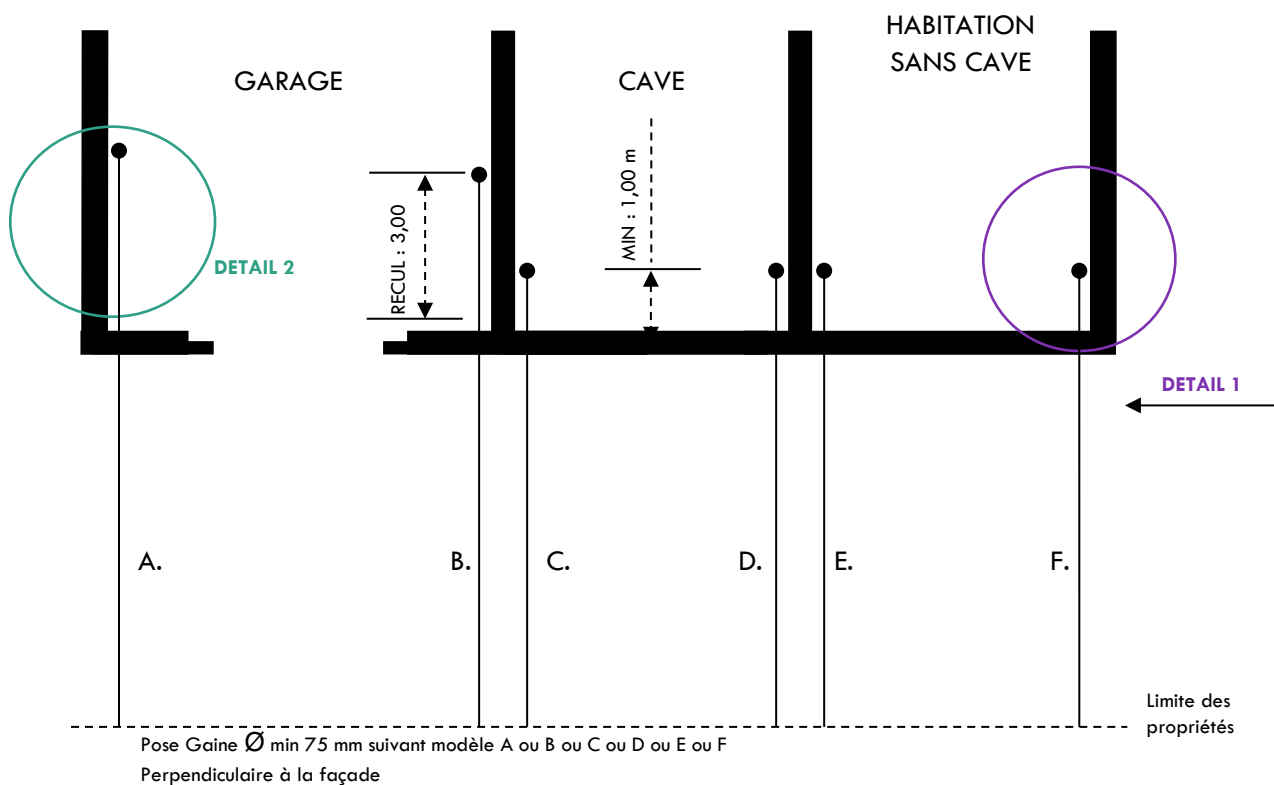 HABITATION
SANS CAVE
GARAGE
CAVE
MIN : 1,00 m
RECUL : 3,00
DETAIL 2
DETAIL 1
A.
B.
C.
D.
E.
F.
Limite des
propriétés
Pose Gaine Ø min 75 mm suivant modèle A ou B ou C ou D ou E ou F
Perpendiculaire à la façade